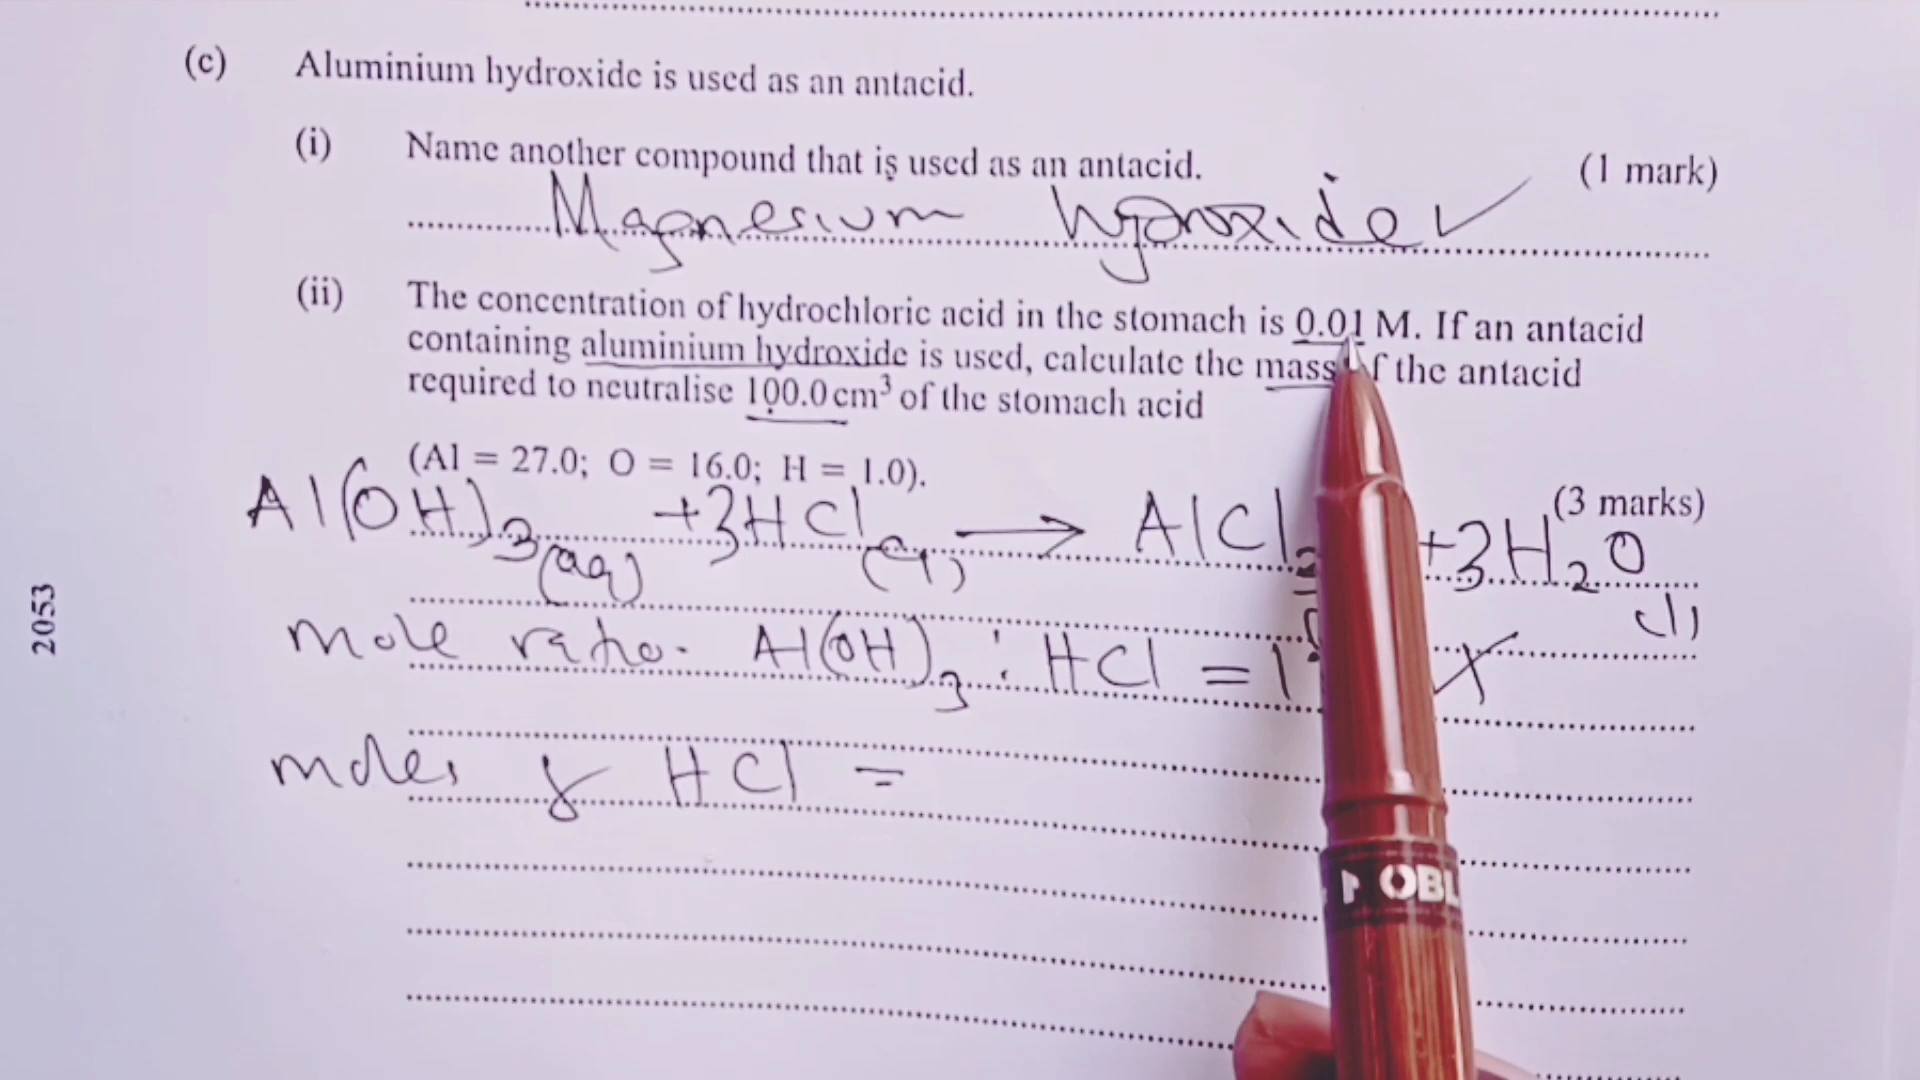 (c) Aluminium hydroxide is used as an antacid.
(i) Name another compound that is used as an antacid. (1 mark)
Magnesium hydroxide ✓
(ii) The concentration of hydrochloric acid in the stomach is 0.01 M. If an antacid
containing aluminium hydroxide is used, calculate the mass of the antacid
required to neutralise 100.0 cm³ of the stomach acid
(Al = 27.0; O = 16.0; H = 1.0).
(3 marks)
Al(OH)3(aq) +3HCl(aq) → AlCl +3H2O(l)
mole ratio. Al(OH)3 : HCl = 1
moles of HCl =
2053
OBL